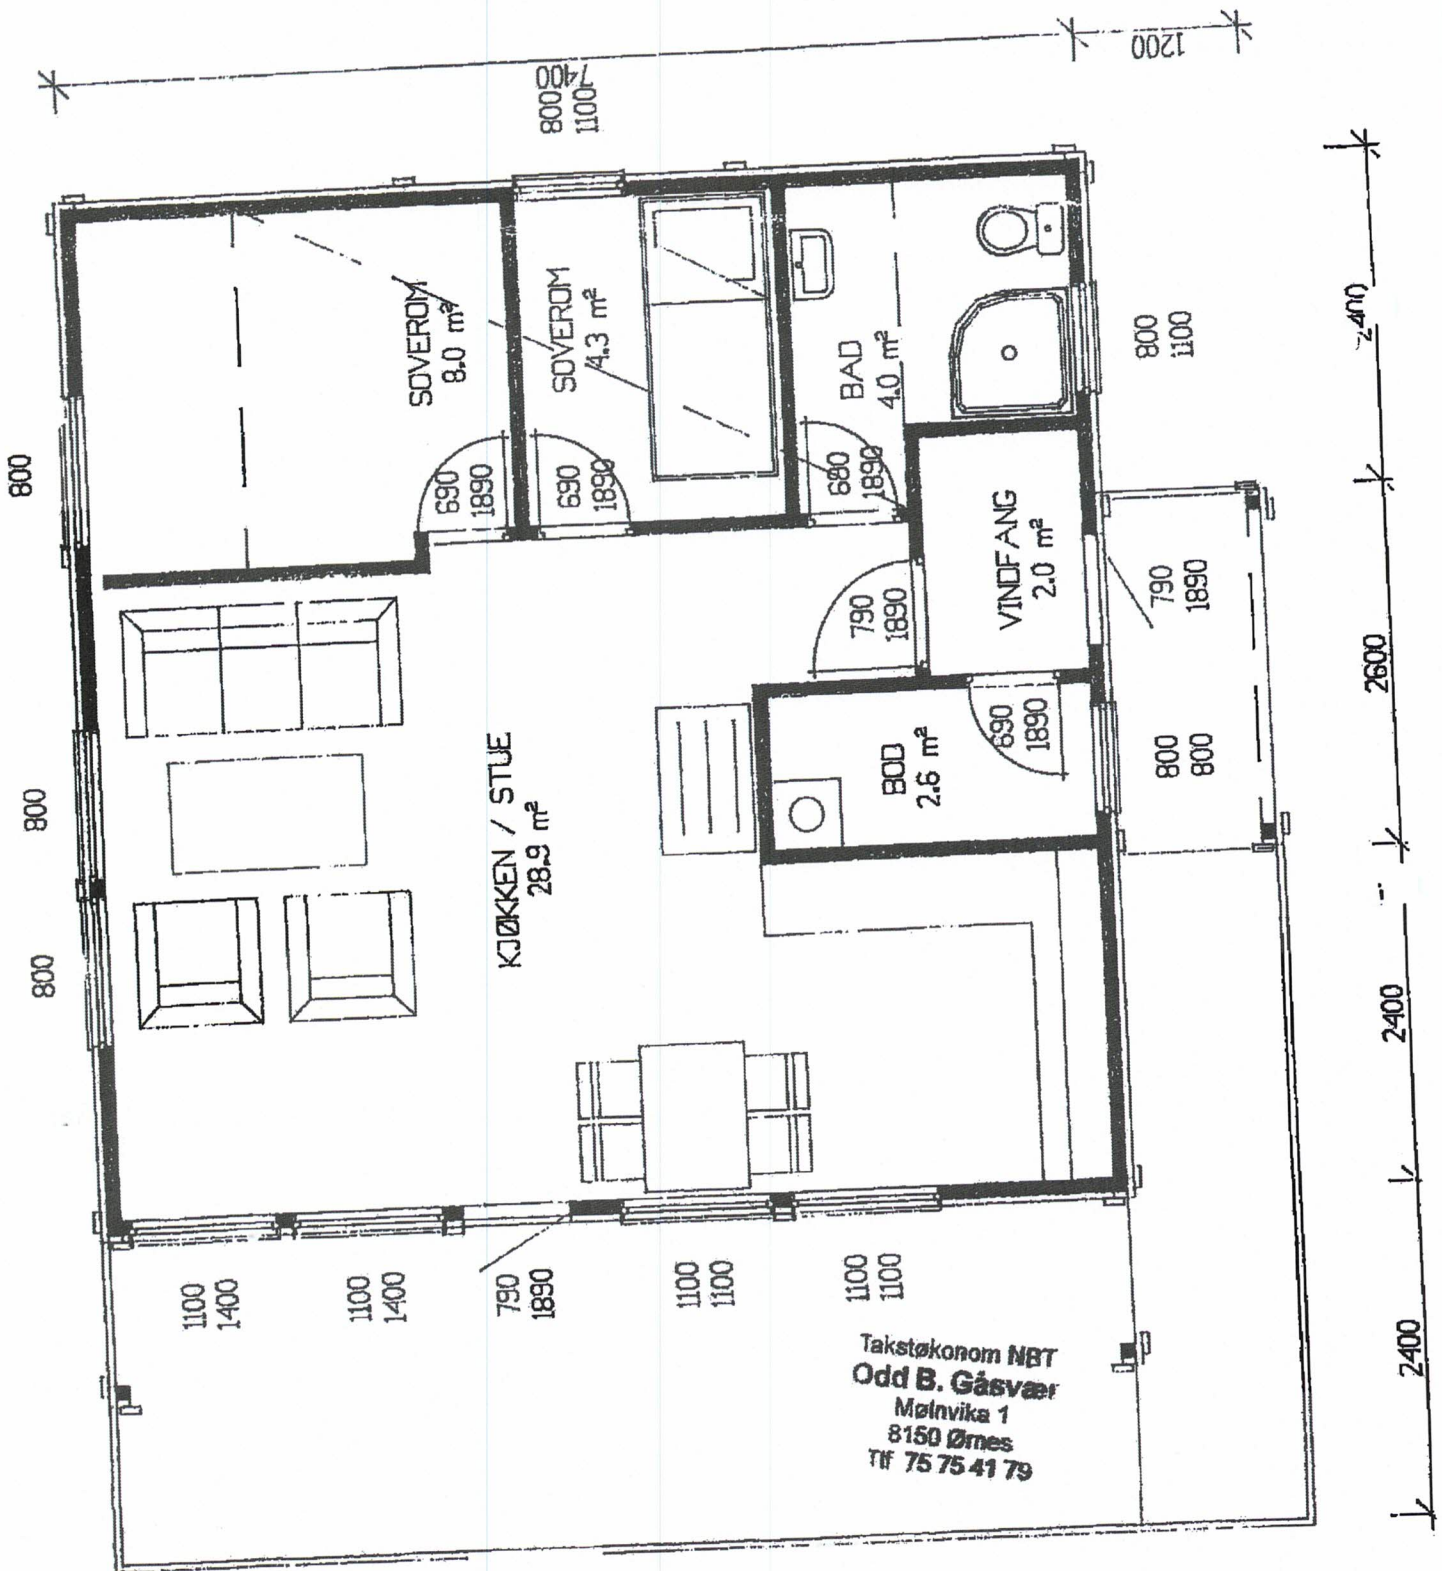 7400
1200
800
1100
SOVEROM
8.0 m²
SOVEROM
4.3 m²
BAD
4.0 m²
2400
800
1100
800
690
1890
690
1890
680
1890
VINDFANG
2.0 m²
790
1890
790
1890
2600
800
KJØKKEN / STUE
28.9 m²
BOD
2.6 m²
690
1890
800
800
800
2400
1100
1400
1100
1400
790
1890
1100
1100
1100
1100
2400
Takstøkonom NBT
Odd B. Gåsvær
Mølnvika 1
8150 Ørnes
Tlf 75 75 41 79